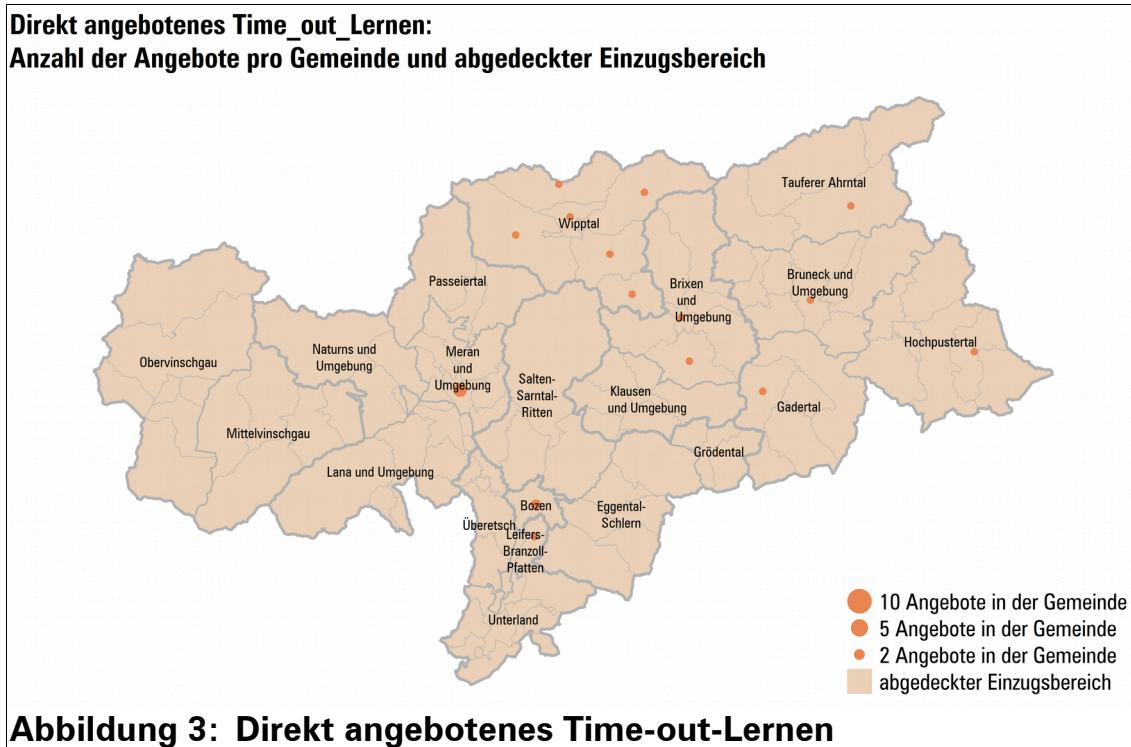 Direkt angebotenes Time_out_Lernen:
Anzahl der Angebote pro Gemeinde und abgedeckter Einzugsbereich
Tauferer Ahrntal
Wipptal
Passeiertal
Brixen
und
Umgebung
Bruneck und
Umgebung
Hochpustertal
Obervinschgau
Naturns und
Umgebung
Meran
und
Umgebung
Salten-
Sarntal-
Ritten
Klausen
und Umgebung
Gadertal
Mittelvinschgau
Lana und Umgebung
Grödental
Bozen
Eggental-
Schlern
Überetsch
Leifers-
Branzoll-
Pfatten
Unterland
10 Angebote in der Gemeinde
5 Angebote in der Gemeinde
2 Angebote in der Gemeinde
abgedeckter Einzugsbereich
Abbildung 3: Direkt angebotenes Time-out-Lernen